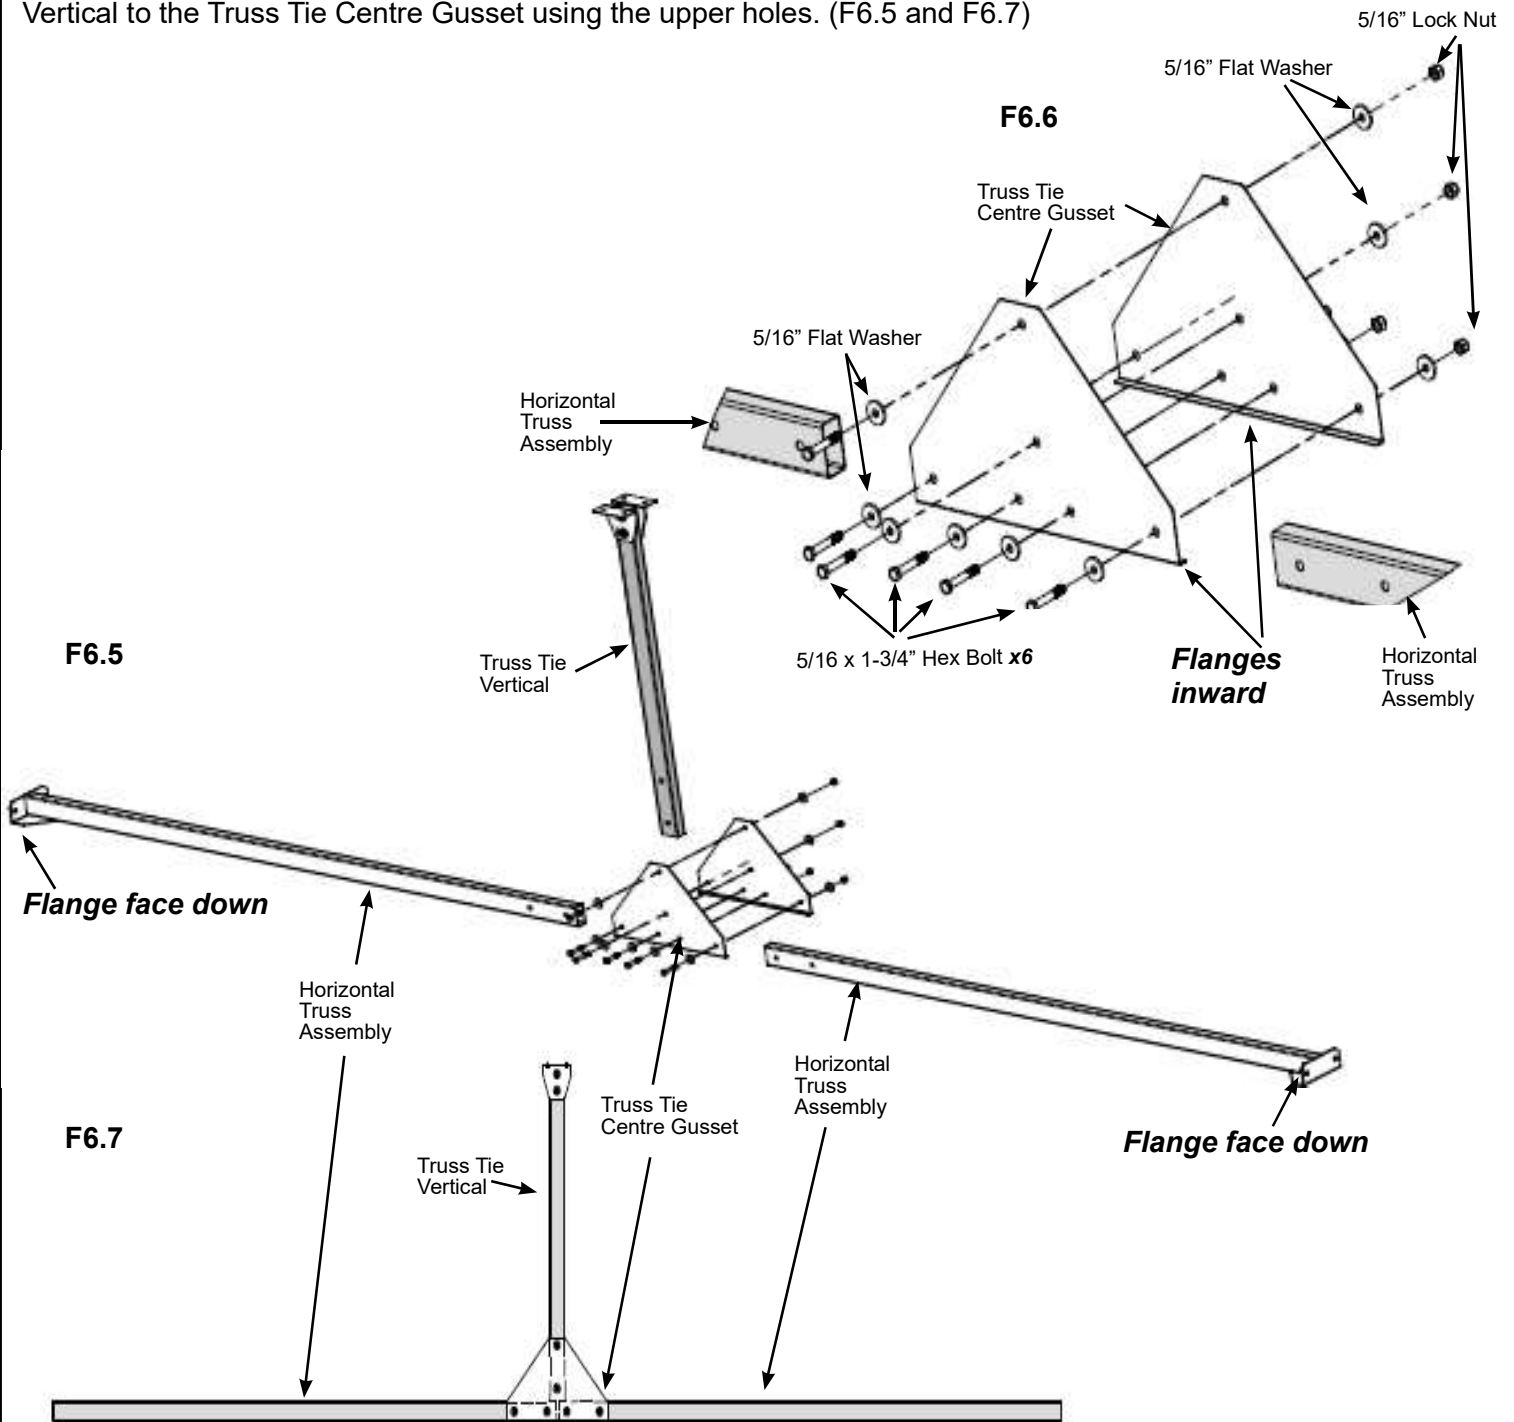 Vertical to the Truss Tie Centre Gusset using the upper holes. (F6.5 and F6.7)
5/16” Lock Nut
5/16” Flat Washer
F6.6
Truss Tie
Centre Gusset
5/16” Flat Washer
Horizontal
Truss
Assembly
F6.5
Truss Tie
Vertical
5/16 x 1-3/4” Hex Bolt x6
Flanges
inward
Horizontal
Truss
Assembly
Flange face down
Horizontal
Truss
Assembly
Horizontal
Truss
Assembly
Truss Tie
Centre Gusset
Flange face down
F6.7
Truss Tie
Vertical